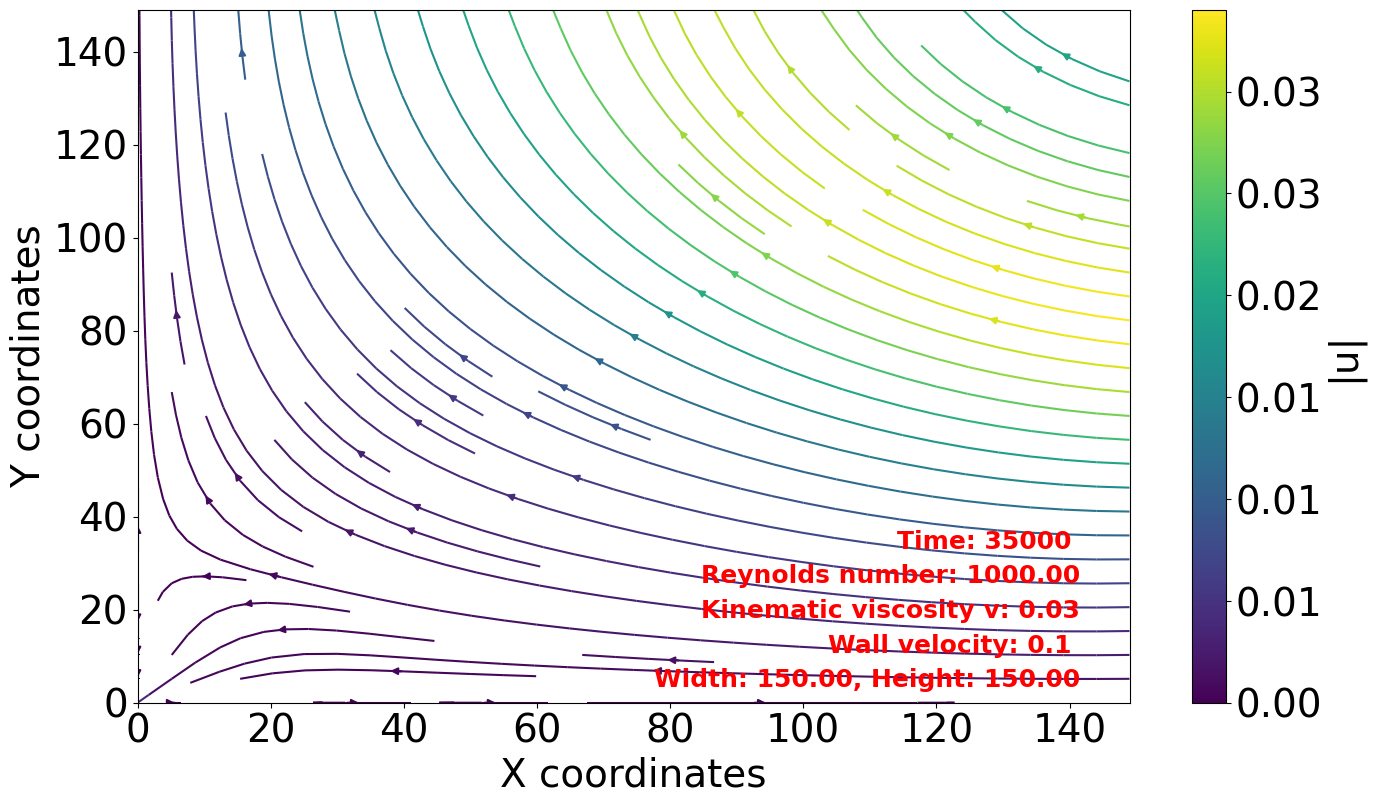 140
120
100
80
60
40
20
0
Y coordinates
Time: 35000
Reynolds number: 1000.00
Kinematic viscosity v: 0.03
Wall velocity: 0.1
Width: 150.00, Height: 150.00
0 20 40 60 80 100 120 140
X coordinates
0.03
0.03
0.02
0.01
0.01
0.01
0.00
|u|